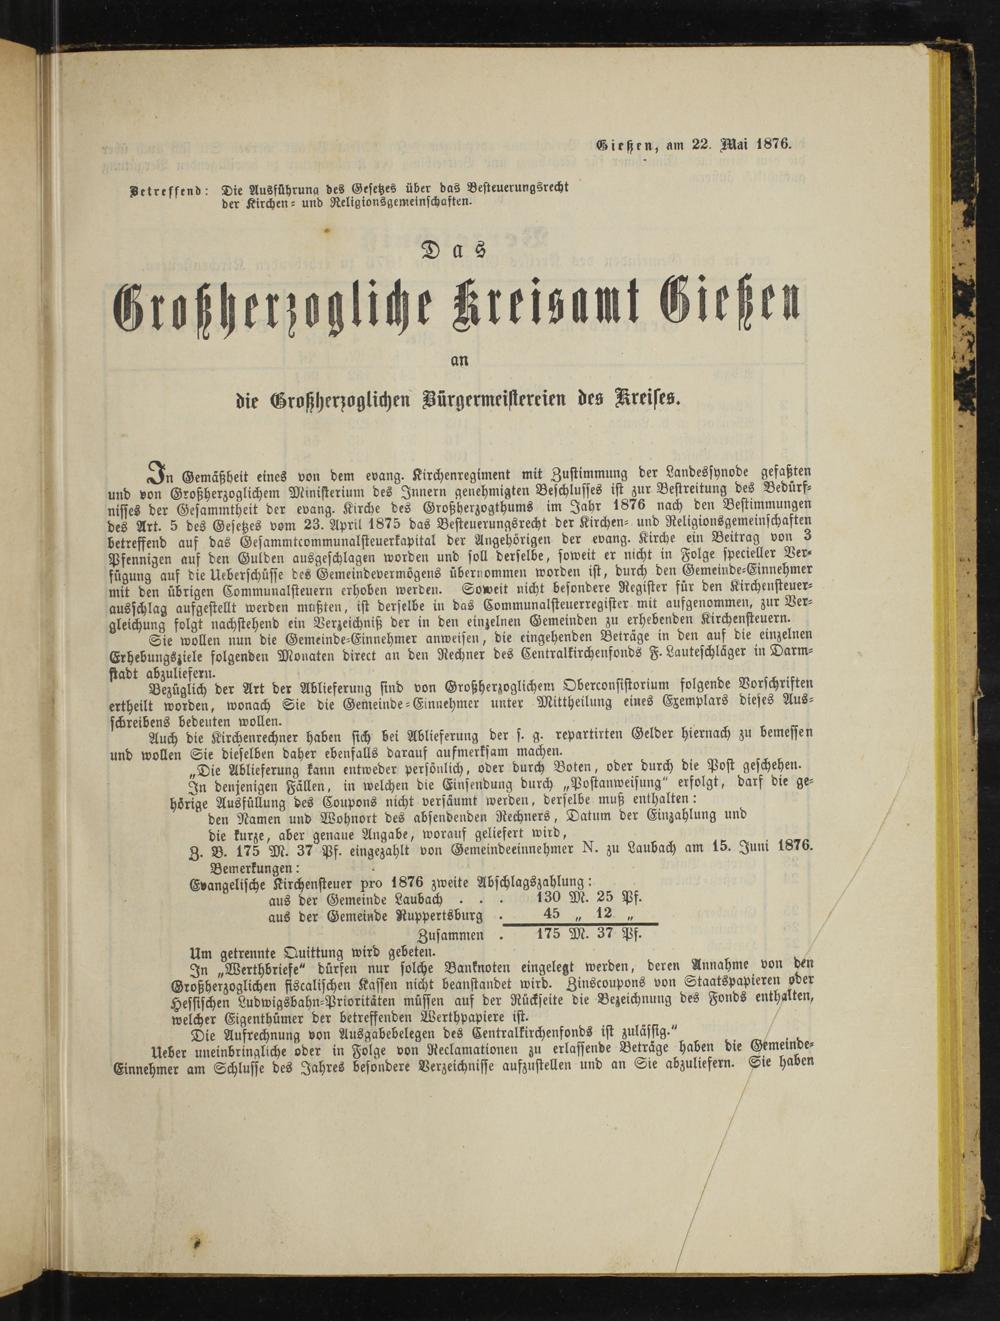 Gießen, am 22. Mai 1876.
Betreffend: Die Ausführung des Gesetzes über das Besteuerungsrecht
der Kirchen- und Religionsgemeinschaften.
Das
Großherzogliche Kreisamt Gießen
an
die Großherzoglichen Bürgermeistereien des Kreises.
In Gemäßheit eines von dem evang. Kirchenregiment mit Zustimmung der Landessynode gefaßten
und von Großherzoglichem Ministerium des Innern genehmigten Beschlusses ist zur Bestreitung des Bedürf-
nisses der Gesammtheit der evang. Kirche des Großherzogthums im Jahr 1876 nach den Bestimmungen
des Art. 5 des Gesetzes vom 23. April 1875 das Besteuerungsrecht der Kirchen- und Religionsgemeinschaften
betreffend auf das Gesammtcommunalsteuerkapital der Angehörigen der evang. Kirche ein Beitrag von 3
Pfennigen auf den Gulden ausgeschlagen worden und soll derselbe, soweit er nicht in Folge specieller Ver-
fügung auf die Ueberschüsse des Gemeindevermögens übernommen worden ist, durch den Gemeinde-Einnehmer
mit den übrigen Communalsteuern erhoben werden. Soweit nicht besondere Register für den Kirchensteuer-
ausschlag aufgestellt werden mußten, ist derselbe in das Communalsteuerregister mit aufgenommen, zur Ver-
gleichung folgt nachstehend ein Verzeichniß der in den einzelnen Gemeinden zu erhebenden Kirchensteuern.
Sie wollen nun die Gemeinde-Einnehmer anweisen, die eingehenden Beträge in den auf die einzelnen
Erhebungsziele folgenden Monaten direct an den Rechner des Centralkirchenfonds F. Lauteschläger in Darm-
stadt abzuliefern.
Bezüglich der Art der Ablieferung sind von Großherzoglichem Oberconsistorium folgende Vorschriften
ertheilt worden, wonach Sie die Gemeinde-Einnehmer unter Mittheilung eines Exemplars dieses Aus-
schreibens bedeuten wollen.
Auch die Kirchenrechner haben sich bei Ablieferung der s. g. repartirten Gelder hiernach zu bemessen
und wollen Sie dieselben daher ebenfalls darauf aufmerksam machen.
„Die Ablieferung kann entweder persönlich, oder durch Boten, oder durch die Post geschehen.
In denjenigen Fällen, in welchen die Einsendung durch „Postanweisung“ erfolgt, darf die ge-
hörige Ausfüllung des Coupons nicht versäumt werden, derselbe muß enthalten:
den Namen und Wohnort des absendenden Rechners, Datum der Einzahlung und
die kurze, aber genaue Angabe, worauf geliefert wird,
Z. B. 175 M. 37 Pf. eingezahlt von Gemeindeeinnehmer N. zu Laubach am 15. Juni 1876.
Bemerkungen:
Evangelische Kirchensteuer pro 1876 zweite Abschlagszahlung:
aus der Gemeinde Laubach . . . 130 M. 25 Pf.
aus der Gemeinde Ruppertsburg . 45 „ 12 „
Zusammen . 175 M. 37 Pf.
Um getrennte Quittung wird gebeten.
In „Werthbriefe“ dürfen nur solche Banknoten eingelegt werden, deren Annahme von den
Großherzoglichen fiscalischen Kassen nicht beanstandet wird. Zinscoupons von Staatspapieren oder
Hessischen Ludwigsbahn-Prioritäten müssen auf der Rückseite die Bezeichnung des Fonds enthalten,
welcher Eigenthümer der betreffenden Werthpapiere ist.
Die Aufrechnung von Ausgabebelegen des Centralkirchenfonds ist zulässig.“
Ueber uneinbringliche oder in Folge von Reclamationen zu erlassende Beträge haben die Gemeinde-
Einnehmer am Schlusse des Jahres besondere Verzeichnisse aufzustellen und an Sie abzuliefern. Sie haben